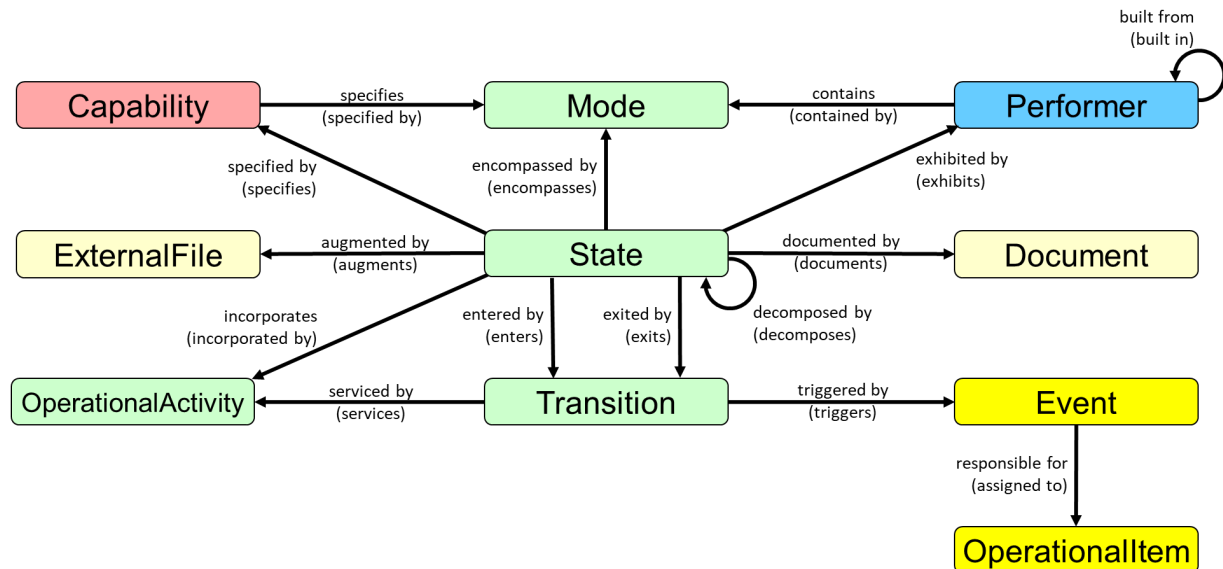 built from
(built in)
Capability
specifies
(specified by)
Mode
contains
(contained by)
Performer
specified by
(specifies)
encompassed by
(encompasses)
exhibited by
(exhibits)
ExternalFile
augmented by
(augments)
State
documented by
(documents)
Document
incorporates
(incorporated by)
entered by
(enters)
exited by
(exits)
decomposed by
(decomposes)
OperationalActivity
serviced by
(services)
Transition
triggered by
(triggers)
Event
responsible for
(assigned to)
OperationalItem